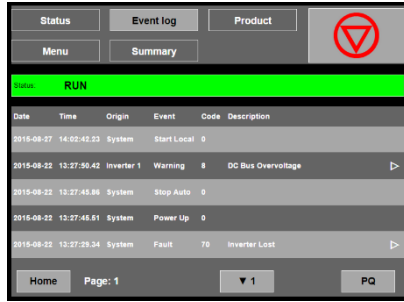 Status Event log Product
Menu Summary
Status: RUN
Date Time Origin Event Code Description
2015-08-27 14:02:42.23 System Start Local 0
2015-08-22 13:27:50.42 Inverter 1 Warning 8 DC Bus Overvoltage
2015-08-22 13:27:45.86 System Stop Auto 0
2015-08-22 13:27:45.51 System Power Up 0
2015-08-22 13:27:29.34 System Fault 70 Inverter Lost
Home Page: 1 ▼ 1 PQ